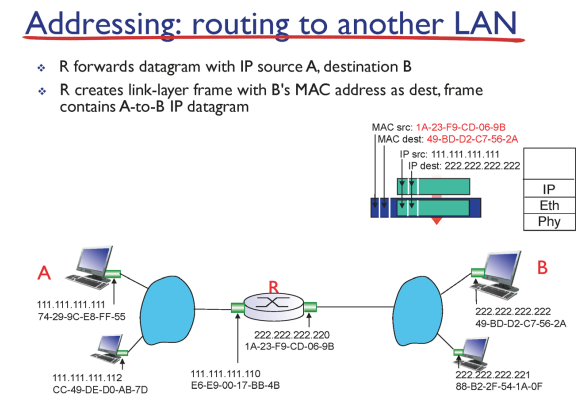 Addressing: routing to another LAN
❖ R forwards datagram with IP source A, destination B
❖ R creates link-layer frame with B's MAC address as dest, frame
contains A-to-B IP datagram
MAC src: 1A-23-F9-CD-06-9B
MAC dest: 49-BD-D2-C7-56-2A
IP src: 111.111.111.111
IP dest: 222.222.222.222
IP
Eth
Phy
A
R
B
111.111.111.111
74-29-9C-E8-FF-55
222.222.222.222
49-BD-D2-C7-56-2A
222.222.222.220
1A-23-F9-CD-06-9B
111.111.111.112
CC-49-DE-D0-AB-7D
111.111.111.110
E6-E9-00-17-BB-4B
222.222.222.221
88-B2-2F-54-1A-0F